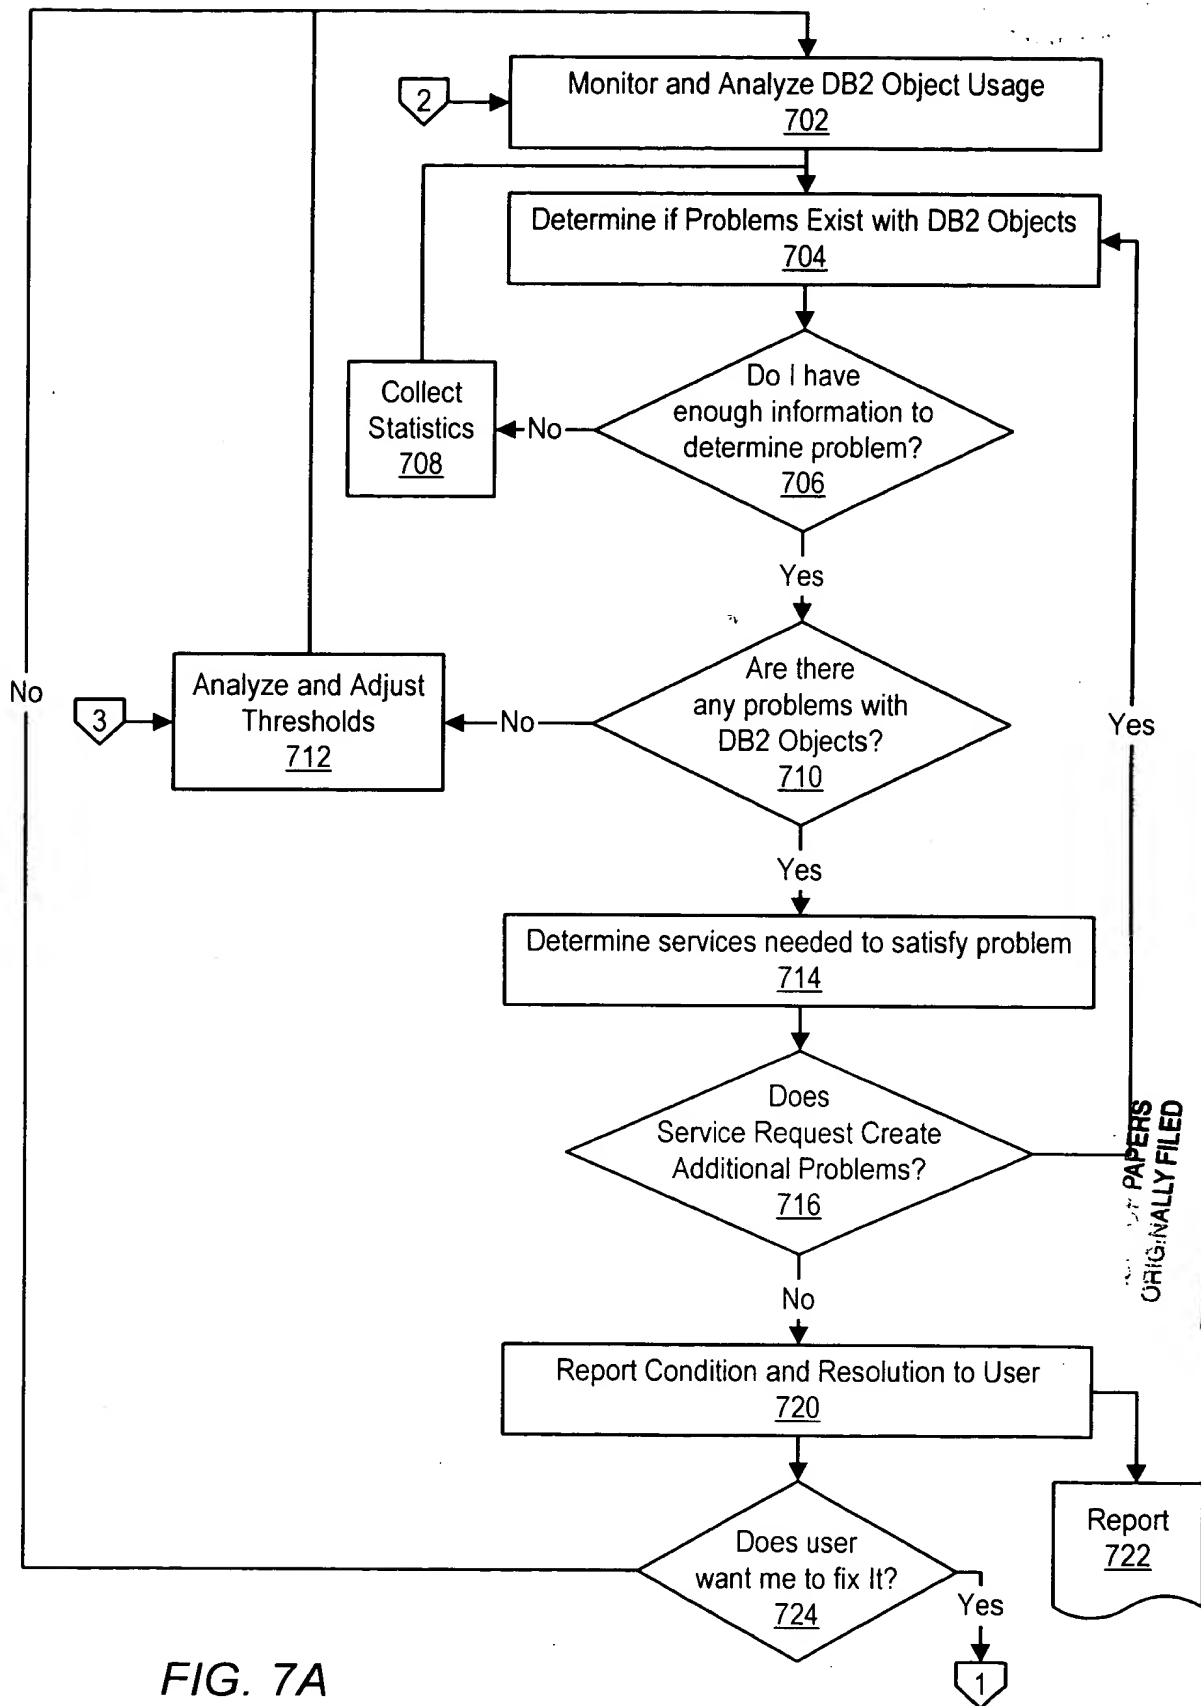 2
Monitor and Analyze DB2 Object Usage
702
Determine if Problems Exist with DB2 Objects
704
Collect
Statistics
708
No
Do I have
enough information to
determine problem?
706
Yes
No
3
Analyze and Adjust
Thresholds
712
No
Are there
any problems with
DB2 Objects?
710
Yes
Yes
Determine services needed to satisfy problem
714
Does
Service Request Create
Additional Problems?
716
PAPERS
ORIGINALLY FILED
No
Report Condition and Resolution to User
720
Report
722
Does user
want me to fix It?
724
Yes
1
FIG. 7A